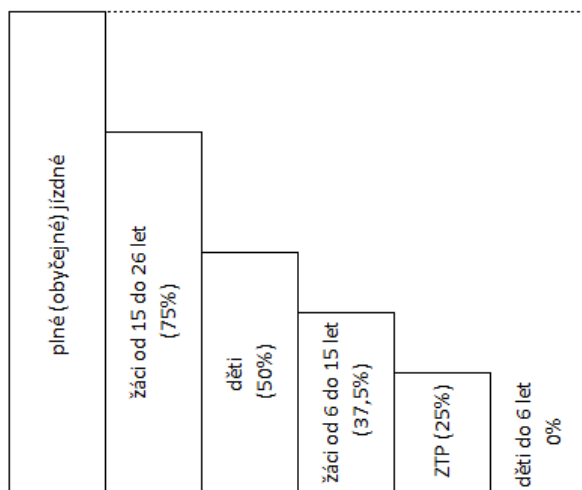 plné (obyčejné) jízdné
žáci od 15 do 26 let
(75%)
děti
(50%)
žáci od 6 do 15 let
(37,5%)
ZTP (25%)
děti do 6 let
0%